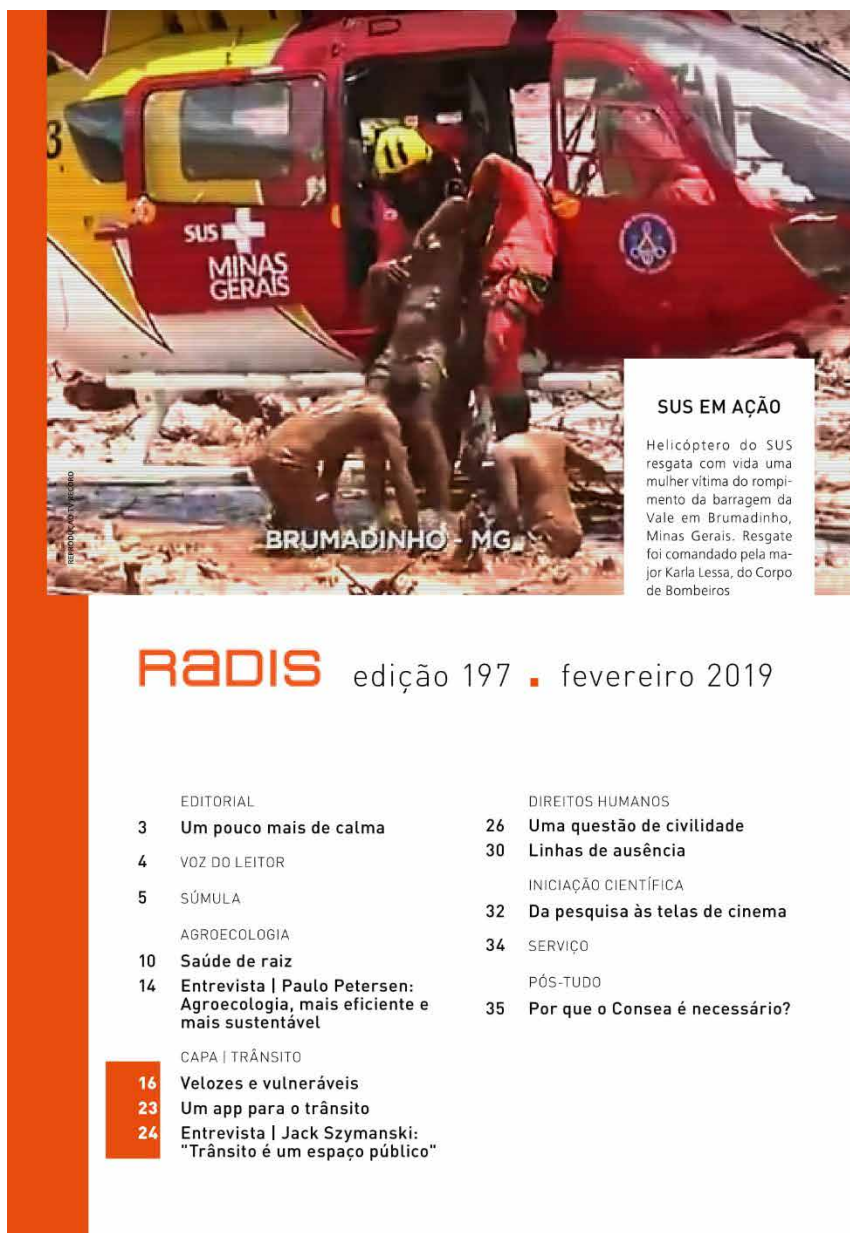 3
SUS
MINAS
GERAIS
BRUMADINHO - MG
REPRODUÇÃO TV RECORD
SUS EM AÇÃO
Helicóptero do SUS
resgata com vida uma
mulher vítima do rompi-
mento da barragem da
Vale em Brumadinho,
Minas Gerais. Resgate
foi comandado pela ma-
jor Karla Lessa, do Corpo
de Bombeiros
RADIS edição 197 . fevereiro 2019
EDITORIAL
3 Um pouco mais de calma
4 VOZ DO LEITOR
5 SÚMULA
AGROECOLOGIA
10 Saúde de raiz
14 Entrevista | Paulo Petersen:
Agroecologia, mais eficiente e
mais sustentável
CAPA | TRÂNSITO
16 Velozes e vulneráveis
23 Um app para o trânsito
24 Entrevista | Jack Szymanski:
"Trânsito é um espaço público"
DIREITOS HUMANOS
26 Uma questão de civilidade
30 Linhas de ausência
INICIAÇÃO CIENTÍFICA
32 Da pesquisa às telas de cinema
34 SERVIÇO
PÓS-TUDO
35 Por que o Consea é necessário?